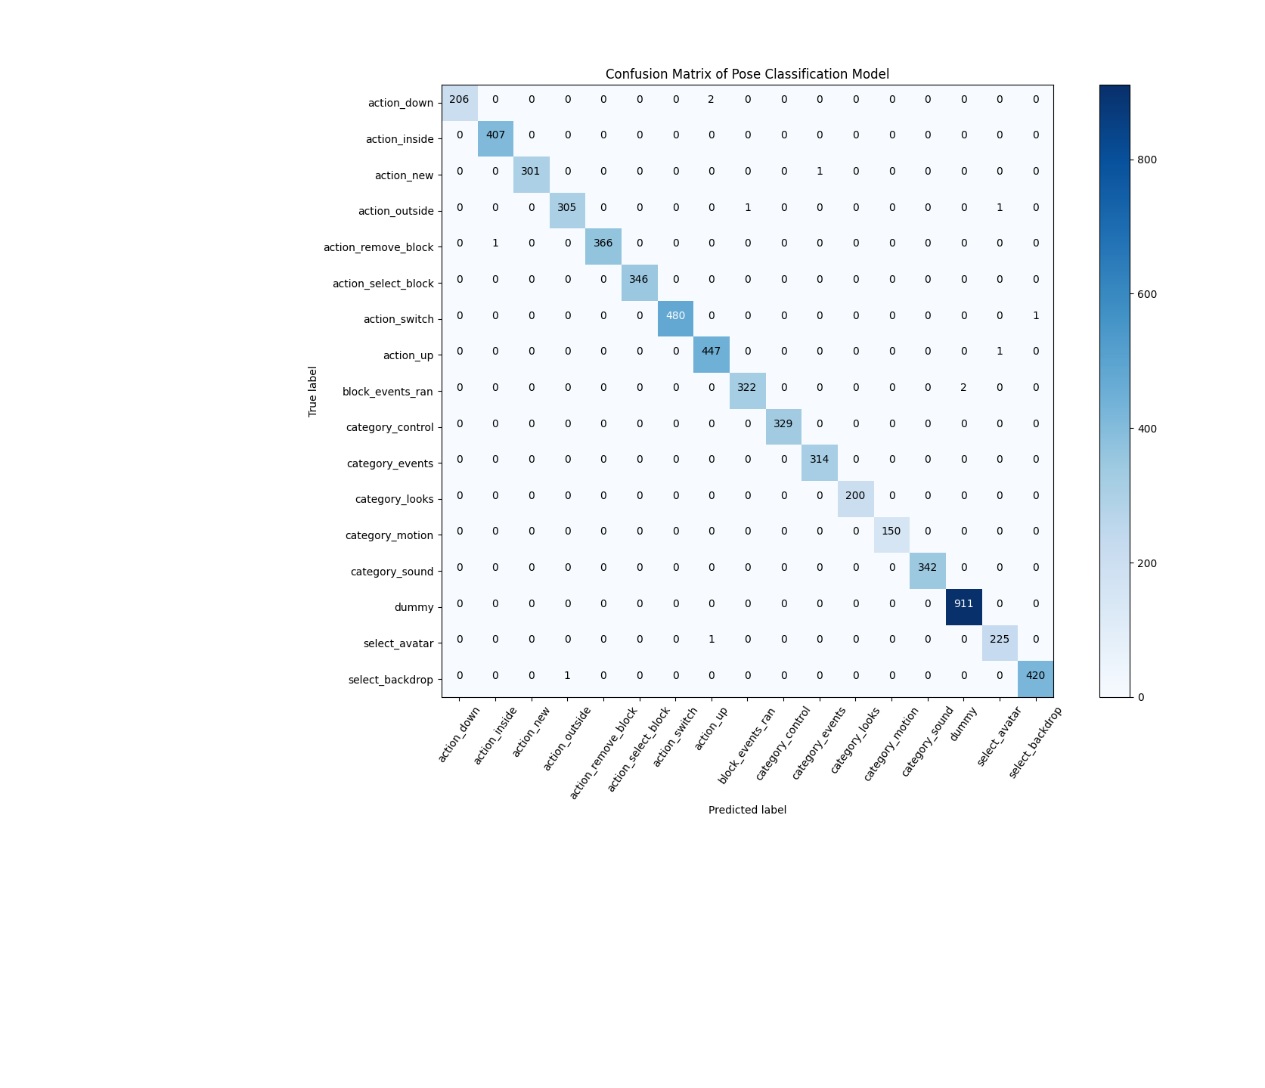 Confusion Matrix of Pose Classification Model
action_down 206 0 0 0 0 0 0 2 0 0 0 0 0 0 0 0 0
action_inside 0 407 0 0 0 0 0 0 0 0 0 0 0 0 0 0 0
action_new 0 0 301 0 0 0 0 0 0 0 1 0 0 0 0 0 0
action_outside 0 0 0 305 0 0 0 0 1 0 0 0 0 0 0 1 0
action_remove_block 0 1 0 0 366 0 0 0 0 0 0 0 0 0 0 0 0
action_select_block 0 0 0 0 0 346 0 0 0 0 0 0 0 0 0 0 0
action_switch 0 0 0 0 0 0 480 0 0 0 0 0 0 0 0 0 1
action_up 0 0 0 0 0 0 0 447 0 0 0 0 0 0 0 1 0
block_events_ran 0 0 0 0 0 0 0 0 322 0 0 0 0 0 2 0 0
category_control 0 0 0 0 0 0 0 0 0 329 0 0 0 0 0 0 0
category_events 0 0 0 0 0 0 0 0 0 0 314 0 0 0 0 0 0
category_looks 0 0 0 0 0 0 0 0 0 0 0 200 0 0 0 0 0
category_motion 0 0 0 0 0 0 0 0 0 0 0 0 150 0 0 0 0
category_sound 0 0 0 0 0 0 0 0 0 0 0 0 0 342 0 0 0
dummy 0 0 0 0 0 0 0 0 0 0 0 0 0 0 911 0 0
select_avatar 0 0 0 0 0 0 0 1 0 0 0 0 0 0 0 225 0
select_backdrop 0 0 0 1 0 0 0 0 0 0 0 0 0 0 0 0 420
True label
action_down
action_inside
action_new
action_outside
action_remove_block
action_select_block
action_switch
action_up
block_events_ran
category_control
category_events
category_looks
category_motion
category_sound
dummy
select_avatar
select_backdrop
Predicted label
800
600
400
200
0